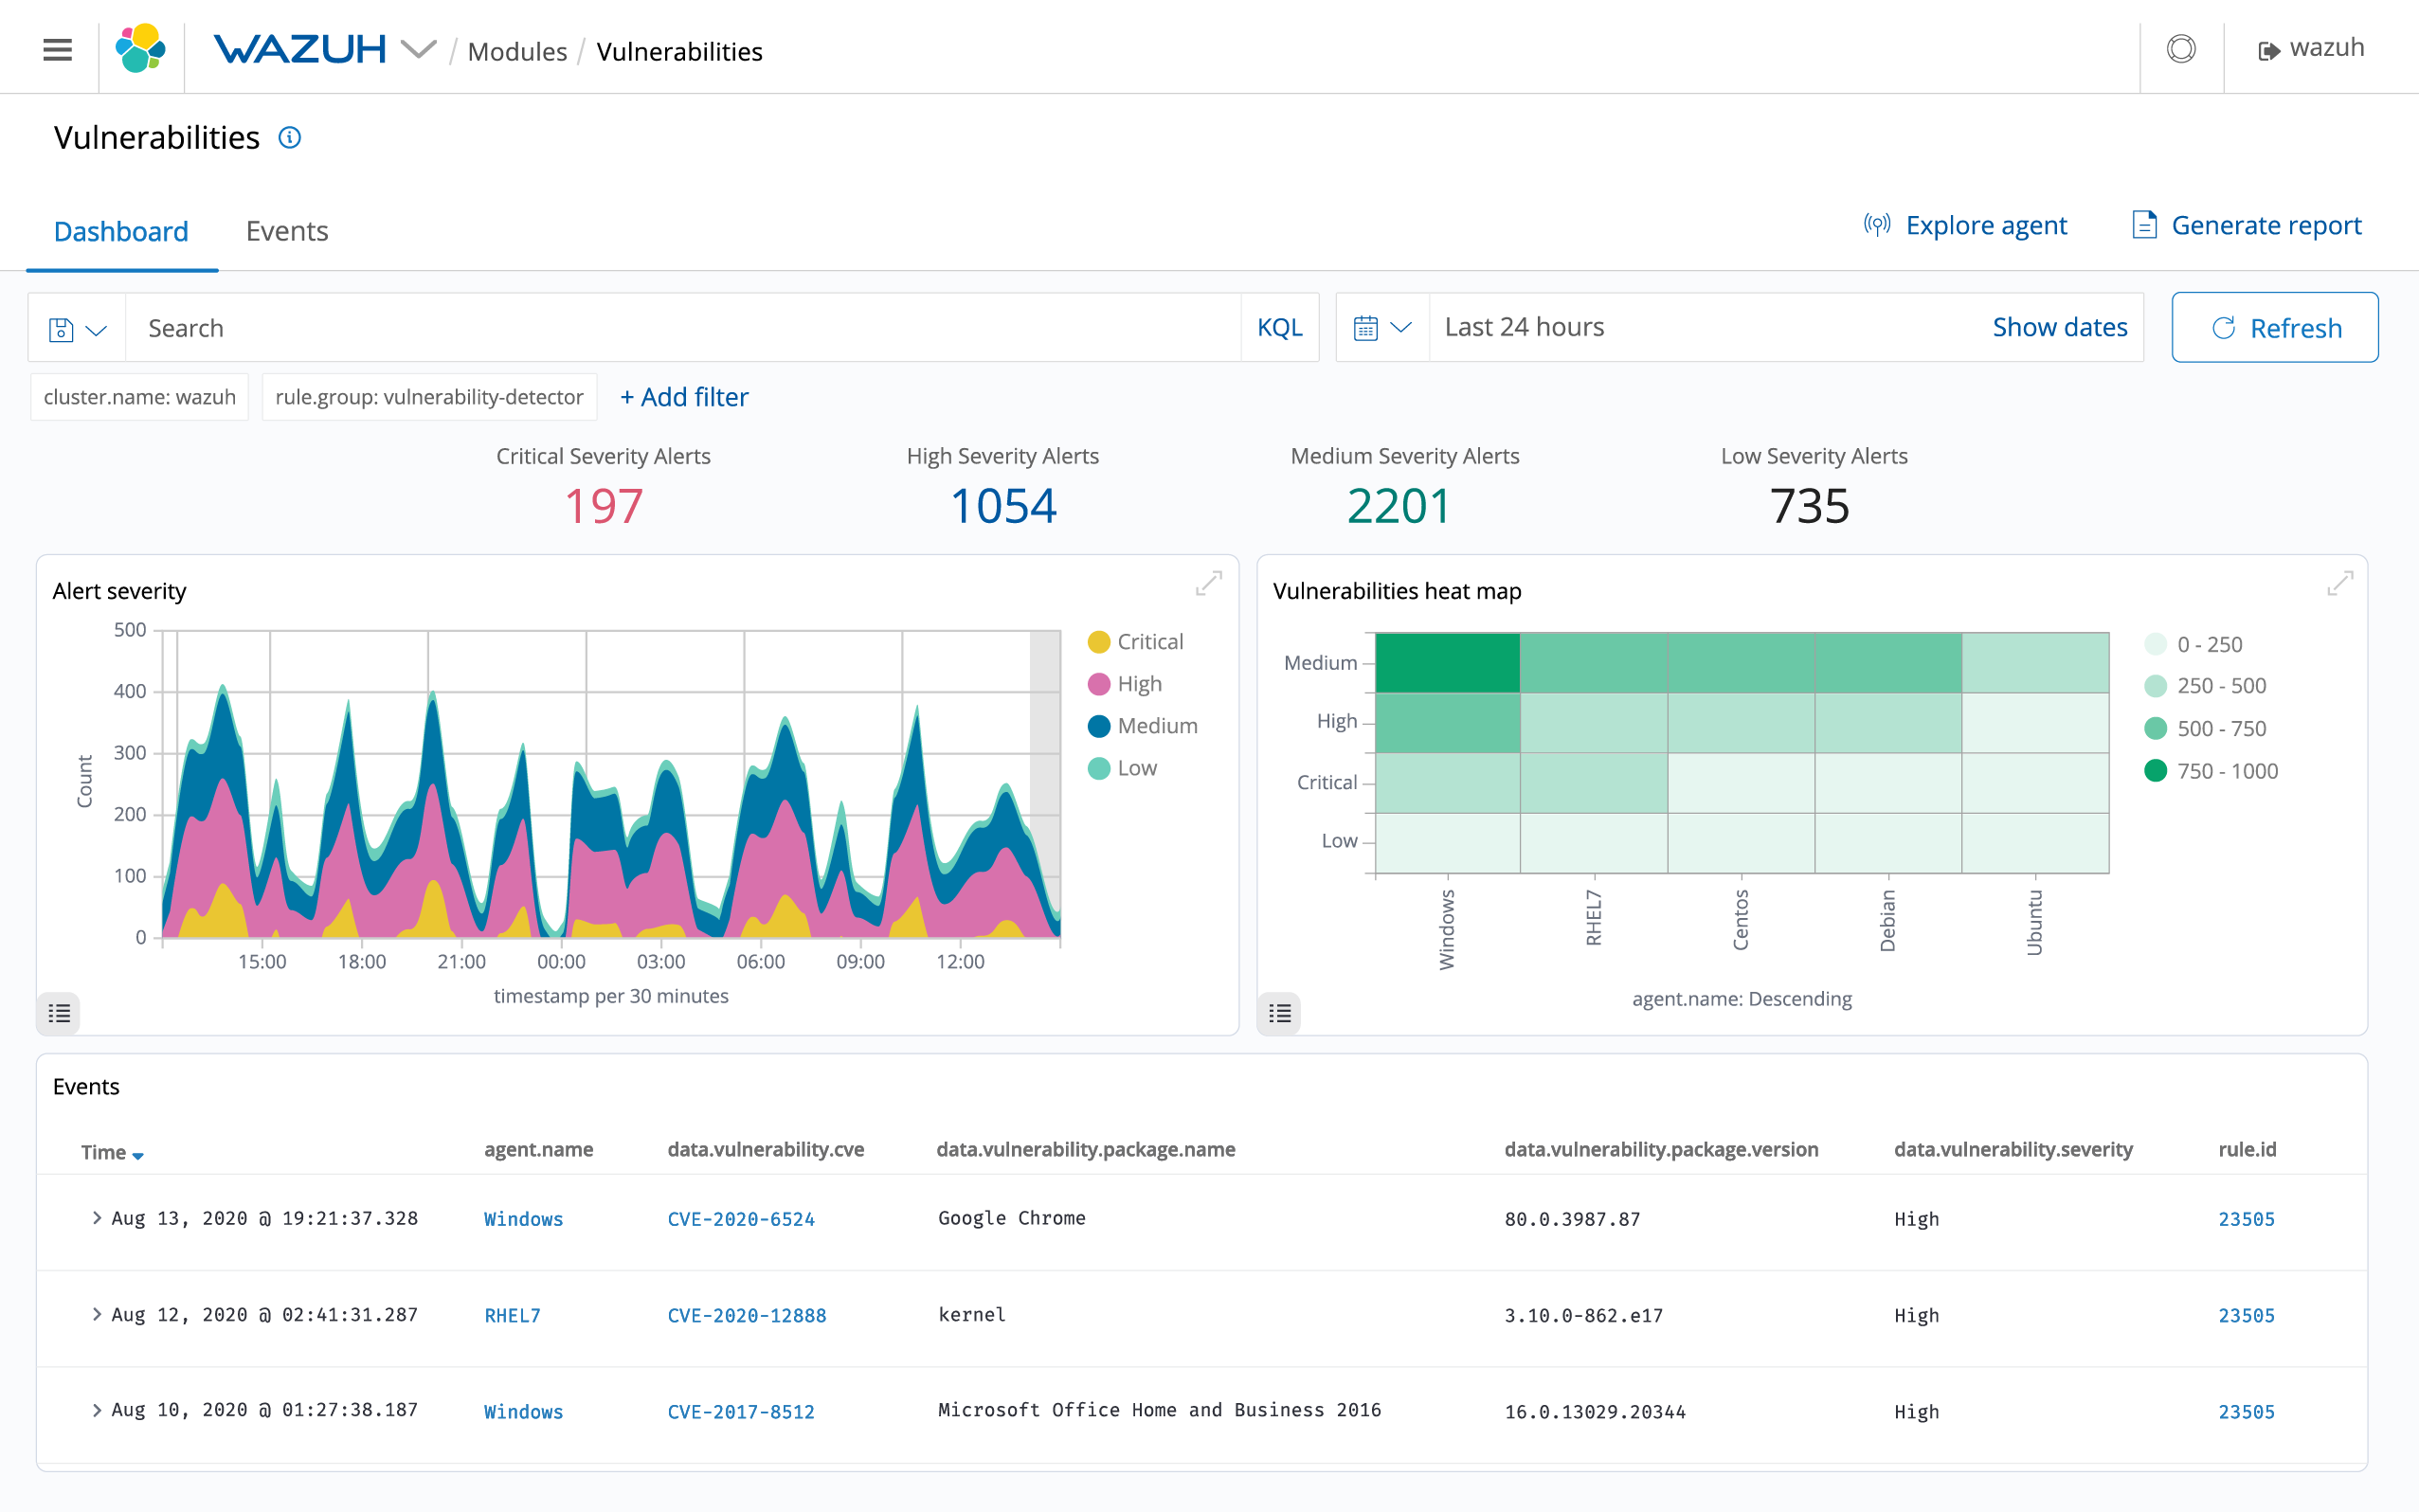 WAZUH / Modules / Vulnerabilities
wazuh
Vulnerabilities
Dashboard Events
Explore agent Generate report
Search KQL Last 24 hours Show dates Refresh
cluster.name: wazuh rule.group: vulnerability-detector + Add filter
Critical Severity Alerts High Severity Alerts Medium Severity Alerts Low Severity Alerts
197 1054 2201 735
Alert severity
500
400
300
200
100
0
Count
15:00 18:00 21:00 00:00 03:00 06:00 09:00 12:00
timestamp per 30 minutes
Critical
High
Medium
Low
Vulnerabilities heat map
Medium
High
Critical
Low
Windows RHEL7 Centos Debian Ubuntu
agent.name: Descending
0 - 250
250 - 500
500 - 750
750 - 1000
Events
Time agent.name data.vulnerability.cve data.vulnerability.package.name data.vulnerability.package.version data.vulnerability.severity rule.id
Aug 13, 2020 @ 19:21:37.328 Windows CVE-2020-6524 Google Chrome 80.0.3987.87 High 23505
Aug 12, 2020 @ 02:41:31.287 RHEL7 CVE-2020-12888 kernel 3.10.0-862.e17 High 23505
Aug 10, 2020 @ 01:27:38.187 Windows CVE-2017-8512 Microsoft Office Home and Business 2016 16.0.13029.20344 High 23505